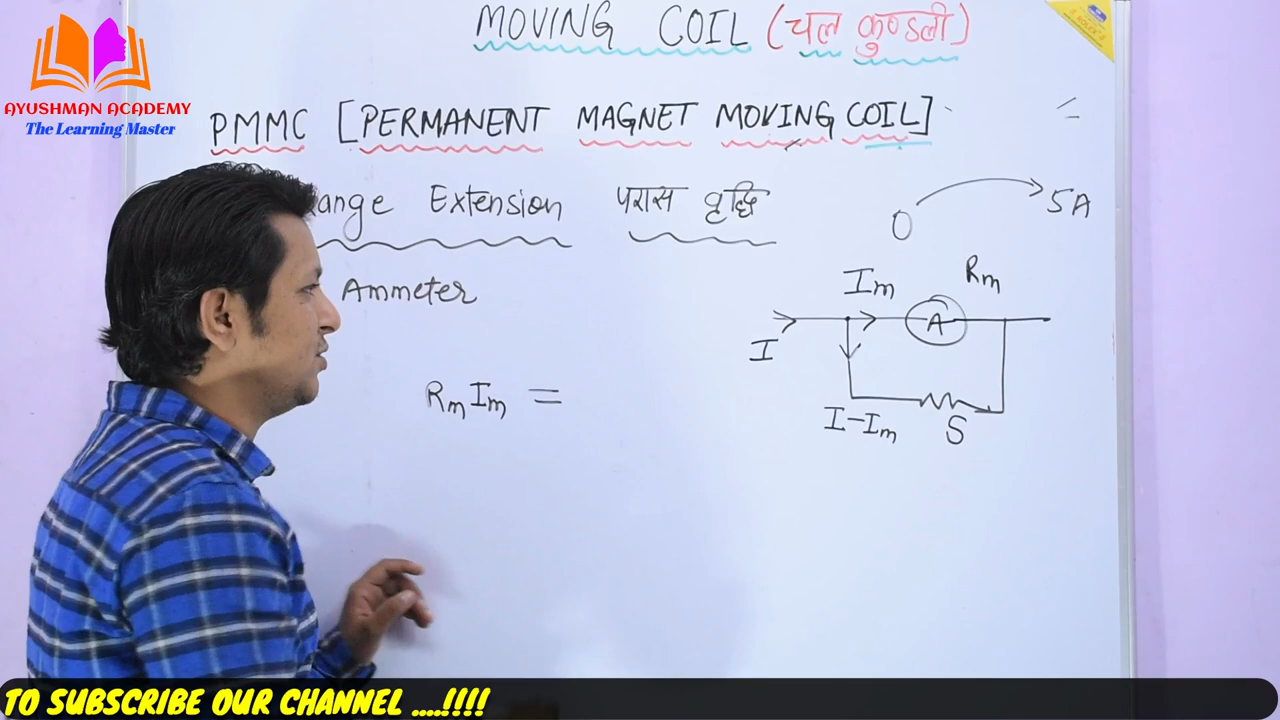 MOVING COIL (चल कुण्डली)
AYUSHMAN ACADEMY
The Learning Master
PMMC [PERMANENT MAGNET MOVING COIL]
Range Extension परास वृद्धि
0 5A
Ammeter
Im Rm
A
I
RmIm =
I-Im S
TO SUBSCRIBE OUR CHANNEL ....!!!!